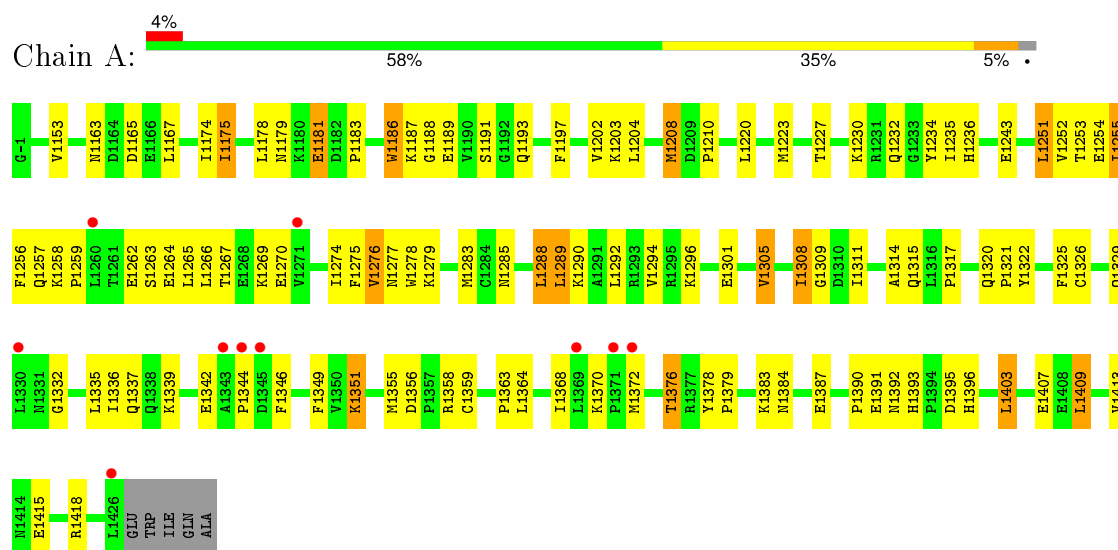 4%
Chain A:
58% 35% 5% •
G-1 V1153 N1163 D1164 D1165 E1166 L1167 I1174 I1175 L1178 N1179 K1180 E1181 D1182 P1183 W1186 K1187 G1188 E1189 V1190 S1191 G1192 Q1193 F1197 V1202 K1203 L1204 M1208 D1209 P1210 L1220 M1223 T1227 K1230 R1231 Q1232 G1233 Y1234 I1235 H1236 E1243 L1251 V1252 T1253 E1254 I1255
F1256 Q1257 K1258 P1259 L1260 T1261 E1262 S1263 E1264 L1265 L1266 T1267 E1268 K1269 E1270 V1271 I1274 F1275 V1276 N1277 W1278 K1279 M1283 C1284 N1285 L1288 L1289 K1290 A1291 L1292 R1293 V1294 R1295 K1296 E1301 V1305 I1308 G1309 D1310 I1311 A1314 Q1315 L1316 P1317 Q1320 P1321 Y1322 F1325 C1326 Q1329
L1330 N1331 G1332 L1335 I1336 Q1337 Q1338 K1339 E1342 A1343 P1344 D1345 F1346 F1349 V1350 K1351 M1355 D1356 P1357 R1358 C1359 P1363 L1364 I1368 L1369 K1370 P1371 M1372 T1376 R1377 Y1378 P1379 K1383 N1384 E1387 P1390 E1391 N1392 H1393 P1394 D1395 H1396 L1403 E1407 E1408 L1409 V1413
N1414 E1415 R1418 L1426 GLU TRP ILE GLN ALA